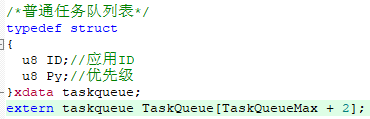 /*普通任务队列表*/
typedef struct
{
u8 ID;//应用ID
u8 Py;//优先级
}xdata taskqueue;
extern taskqueue TaskQueue[TaskQueueMax + 2];